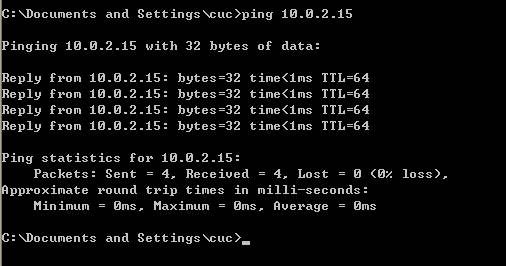 C:\Documents and Settings\cuc>ping 10.0.2.15
Pinging 10.0.2.15 with 32 bytes of data:
Reply from 10.0.2.15: bytes=32 time<1ms TTL=64
Reply from 10.0.2.15: bytes=32 time<1ms TTL=64
Reply from 10.0.2.15: bytes=32 time<1ms TTL=64
Reply from 10.0.2.15: bytes=32 time<1ms TTL=64
Ping statistics for 10.0.2.15:
    Packets: Sent = 4, Received = 4, Lost = 0 (0% loss),
Approximate round trip times in milli-seconds:
    Minimum = 0ms, Maximum = 0ms, Average = 0ms
C:\Documents and Settings\cuc>_